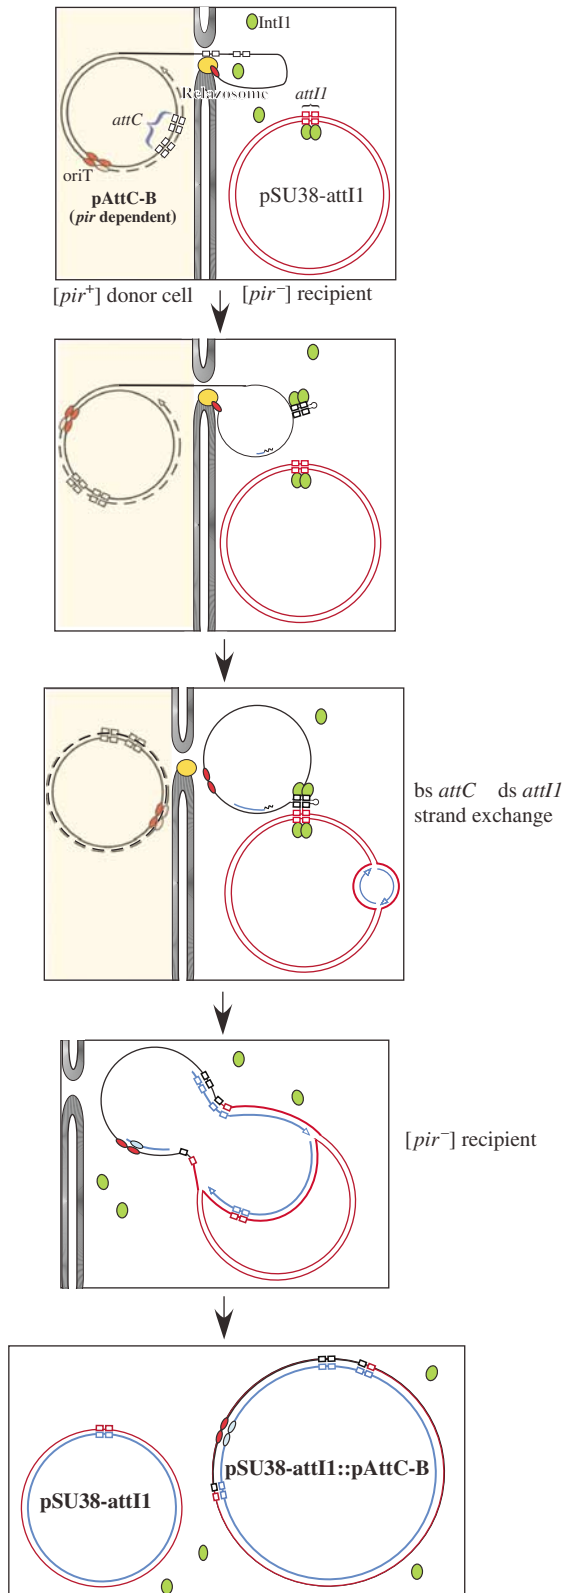 IntI1
Relaxosome
attI1
attC
oriT
pAttC-B
(pir dependent)
pSU38-attI1
[pir⁺] donor cell [pir⁻] recipient
bs attC ds attI1
strand exchange
[pir⁻] recipient
pSU38-attI1
pSU38-attI1::pAttC-B